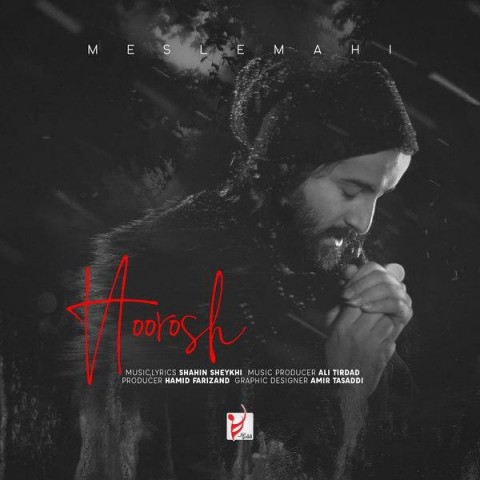 MESLEMAHI
Hoorosh
MUSIC,LYRICS SHAHIN SHEYKHI MUSIC PRODUCER ALI TIRDAD
PRODUCER HAMID FARIZAND GRAPHIC DESIGNER AMIR TASADDI